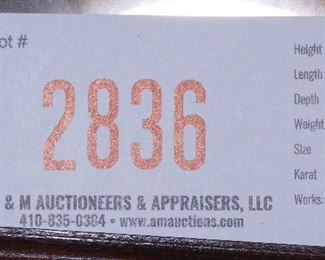 ot #
2836
& M AUCTIONEERS & APPRAISERS, LLC
410-835-0384 • www.amauctions.com
Height
Length
Depth
Weight
Size
Karat
Works: